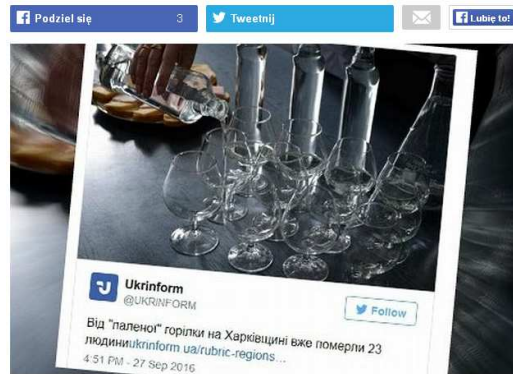 Podziel się 3
Tweetnij
Lubię to!
Ukrinform
@UKRINFORM
Follow
Від "паленої" горілки на Харківщині вже померли 23
людиниukrinform.ua/rubric-regions…
4:51 PM - 27 Sep 2016